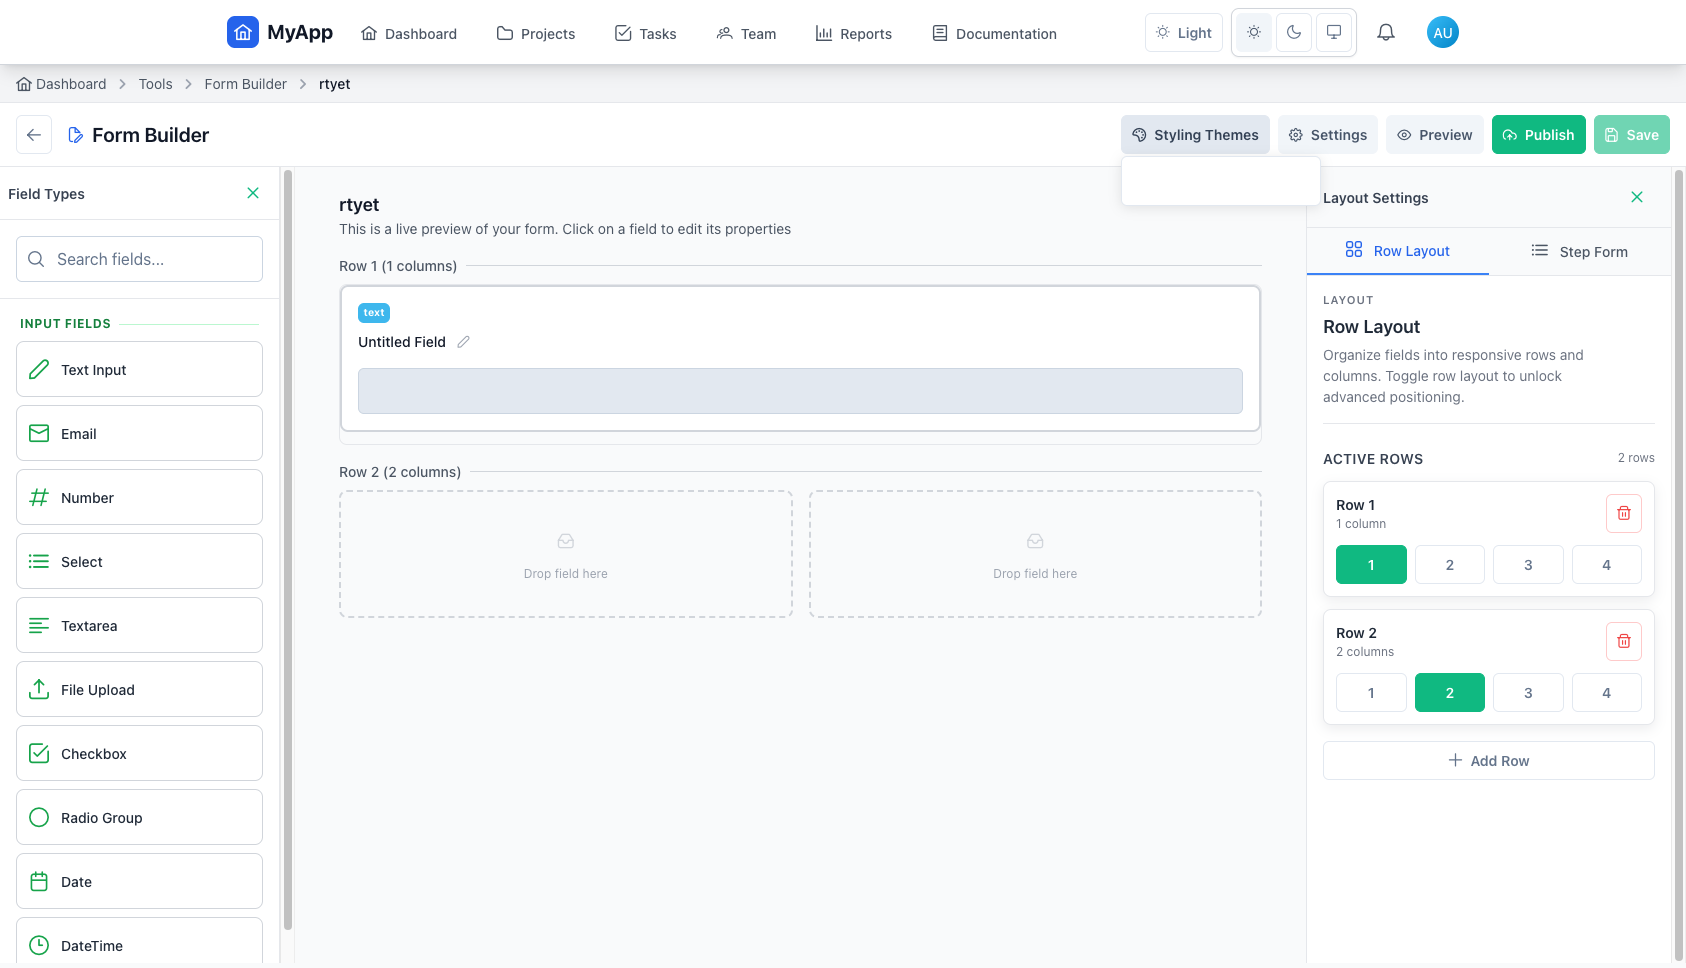 MyApp
Dashboard
Projects
Tasks
Team
Reports
Documentation
Light
AU
Dashboard
Tools
Form Builder
rtyet
Form Builder
Styling Themes
Settings
Preview
Publish
Save
Field Types
Search fields...
INPUT FIELDS
Text Input
Email
Number
Select
Textarea
File Upload
Checkbox
Radio Group
Date
DateTime
rtyet
This is a live preview of your form. Click on a field to edit its properties
Row 1 (1 columns)
text
Untitled Field
Row 2 (2 columns)
Drop field here
Drop field here
Layout Settings
Row Layout
Step Form
LAYOUT
Row Layout
Organize fields into responsive rows and
columns. Toggle row layout to unlock
advanced positioning.
ACTIVE ROWS
2 rows
Row 1
1 column
1 2 3 4
Row 2
2 columns
1 2 3 4
Add Row